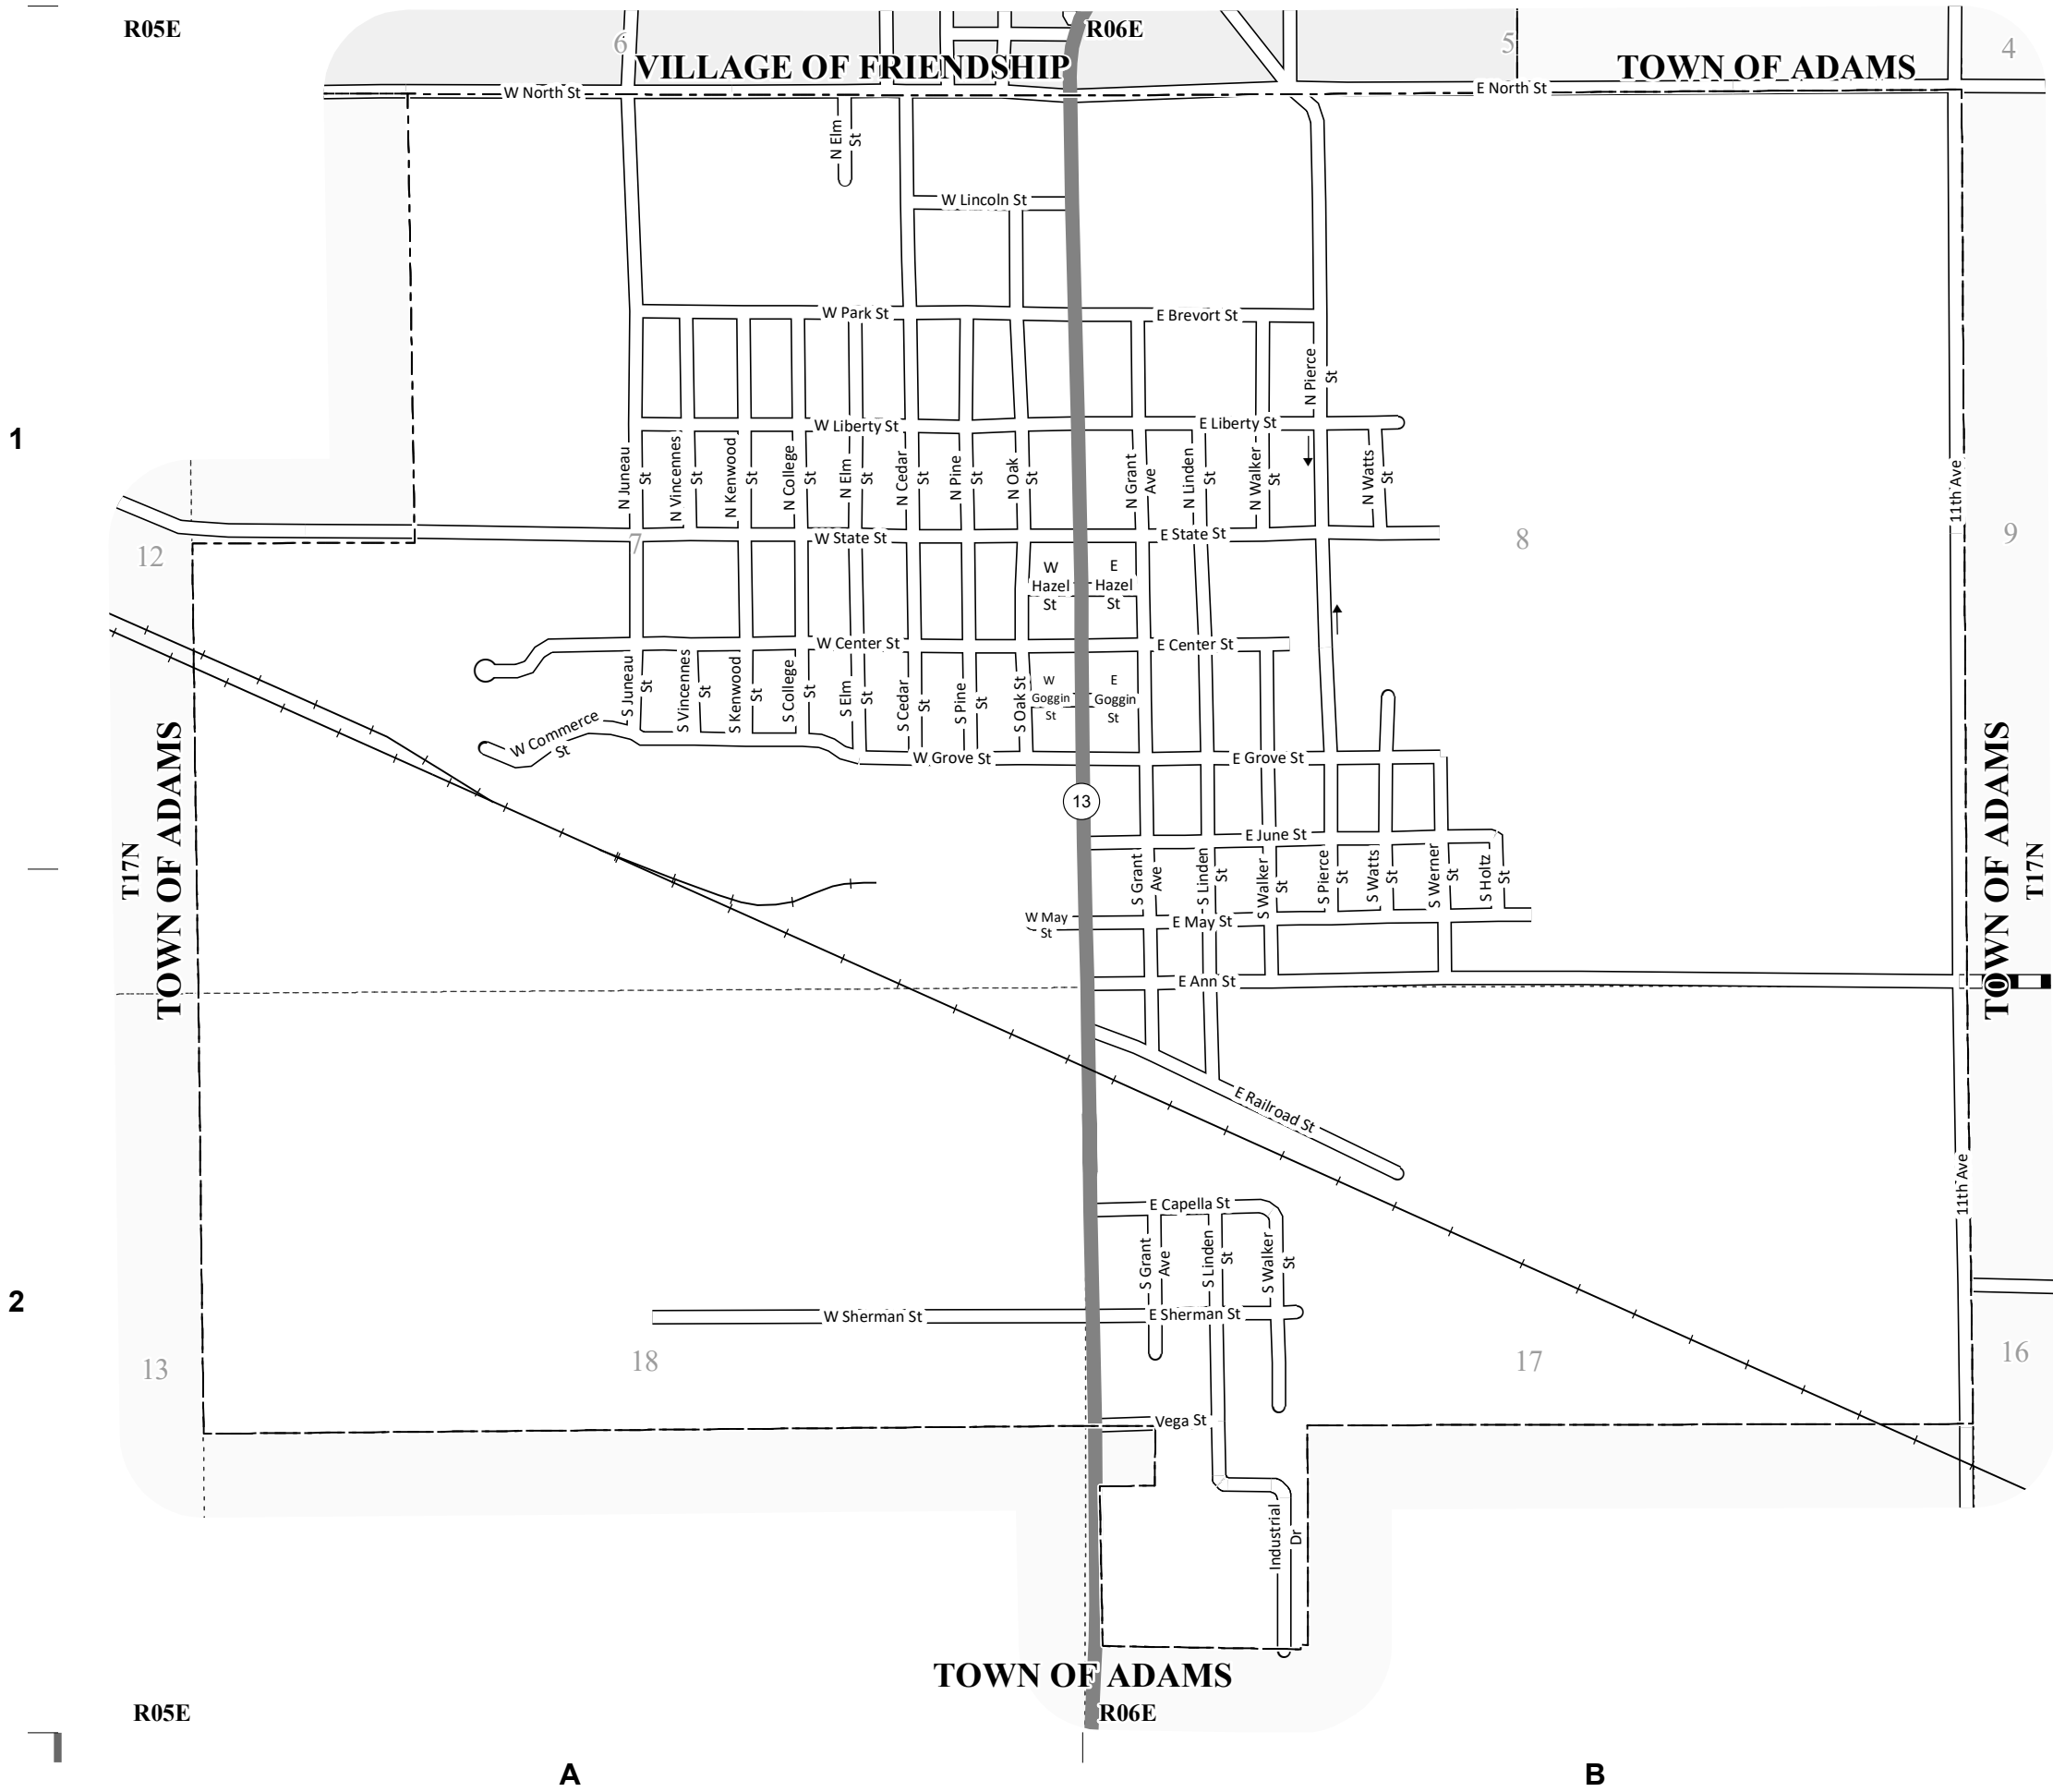 R05E
R06E
6
5
4
VILLAGE OF FRIENDSHIP
TOWN OF ADAMS
W North St
E North St
N Elm
St
W Lincoln St
W Park St
E Brevort St
N Pierce
St
1
W Liberty St
E Liberty St
N Juneau
St
N Vincennes
St
N Kenwood
St
N College
St
N Elm
St
N Cedar
St
N Pine
St
N Oak
St
N Grant
Ave
N Linden
St
N Walker
St
N Watts
St
11th Ave
12
7
W State St
E State St
8
9
W
Hazel
St
E
Hazel
St
W Center St
E Center St
S Juneau
St
S Vincennes
St
S Kenwood
St
S College
St
S Elm
St
S Cedar
St
S Pine
St
S Oak St
W
Goggin
St
E
Goggin
St
W Commerce
St
W Grove St
E Grove St
13
TOWN OF ADAMS
T17N
TOWN OF ADAMS
T17N
E June St
S Grant
Ave
S Linden
St
S Walker
St
S Pierce
St
S Watts
St
S Werner
St
S Holtz
St
W May
St
E May St
E Ann St
E Railroad St
11th Ave
E Capella St
S Grant
Ave
S Linden
St
S Walker
St
2
W Sherman St
E Sherman St
13
18
17
16
Vega St
Industrial
Dr
TOWN OF ADAMS
R05E
R06E
A
B